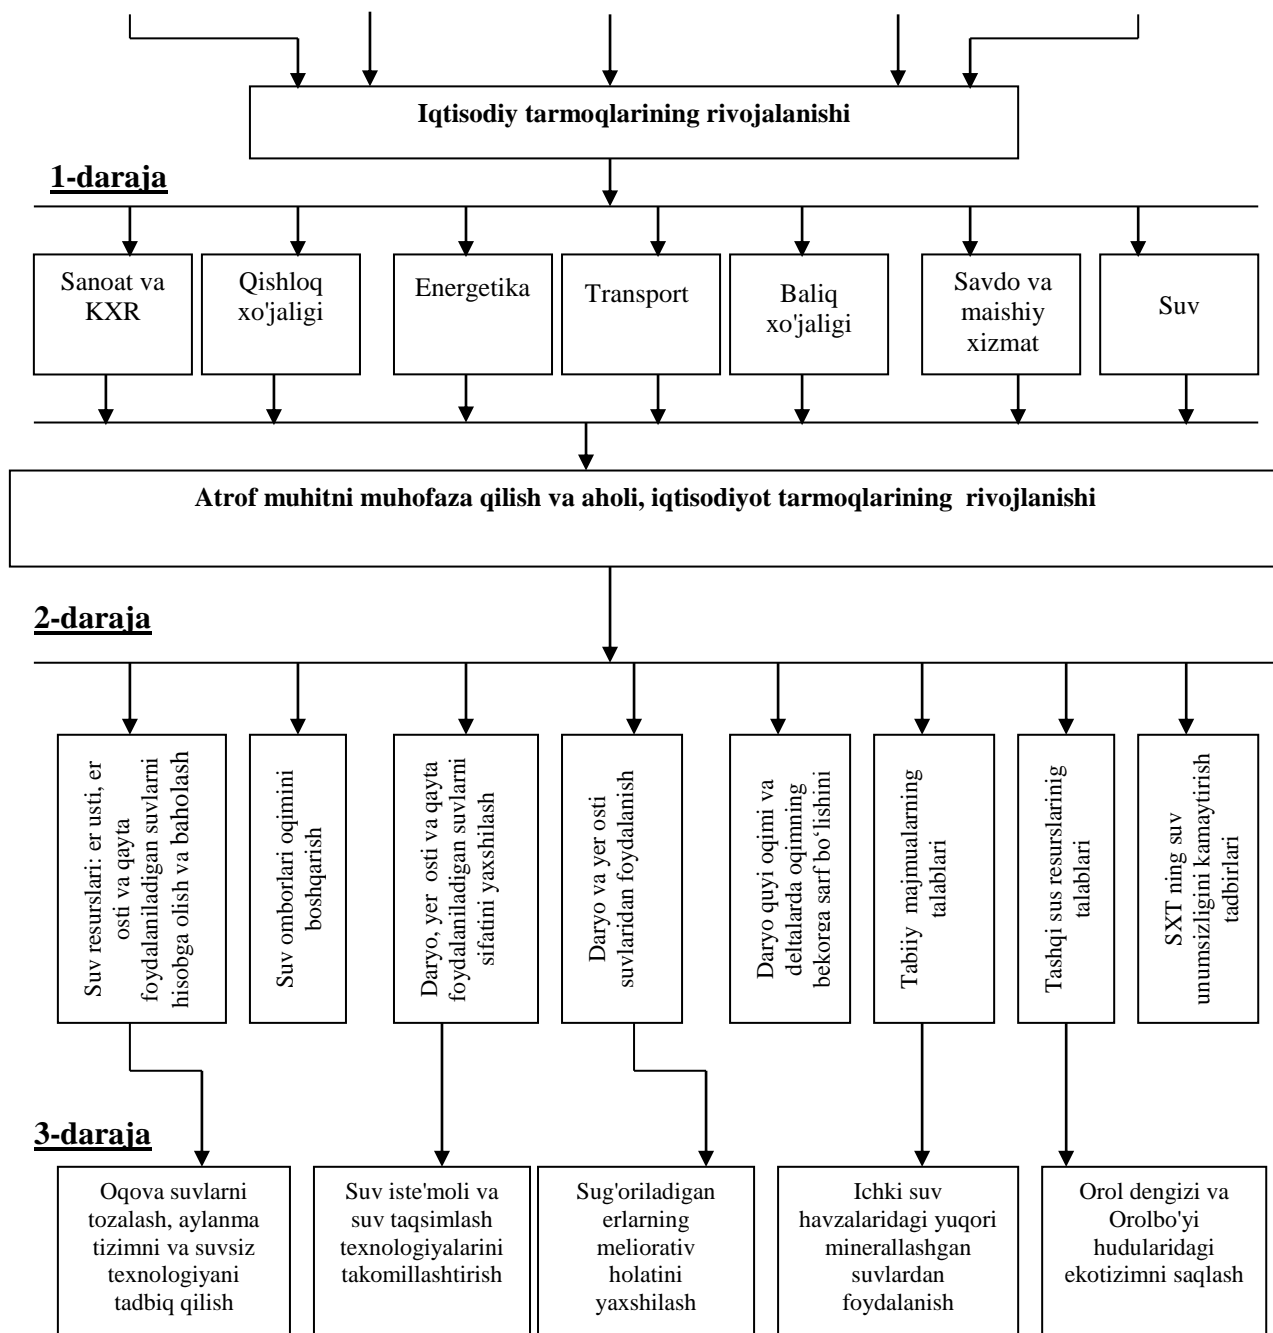 Iqtisodiy tarmoqlarining rivojalanishi
1-daraja
Sanoat va
KXR
Qishloq
xo'jaligi
Energetika
Transport
Baliq
xo'jaligi
Savdo va
maishiy
xizmat
Suv
Atrof muhitni muhofaza qilish va aholi, iqtisodiyot tarmoqlarining rivojlanishi
2-daraja
Suv resurslari: er usti, er
osti va qayta
foydalaniladigan suvlarni
hisobga olish va baholash
Suv omborlari oqimini
boshqarish
Daryo, yer osti va qayta
foydalaniladigan suvlarni
sifatini yaxshilash
Daryo va yer osti
suvlaridan foydalanish
Daryo quyi oqimi va
deltalarda oqimning
bekorga sarf bo‘lishini
Tabiiy majmualarning
talablari
Tashqi sus resurslarinig
talablari
SXT ning suv
unumsizligini kamaytirish
tadbirlari
3-daraja
Oqova suvlarni
tozalash, aylanma
tizimni va suvsiz
texnologiyani
tadbiq qilish
Suv iste'moli va
suv taqsimlash
texnologiyalarini
takomillashtirish
Sug'oriladigan
erlarning
meliorativ
holatini
yaxshilash
Ichki suv
havzalaridagi yuqori
minerallashgan
suvlardan
foydalanish
Orol dengizi va
Orolbo'yi
hudularidagi
ekotizimni saqlash